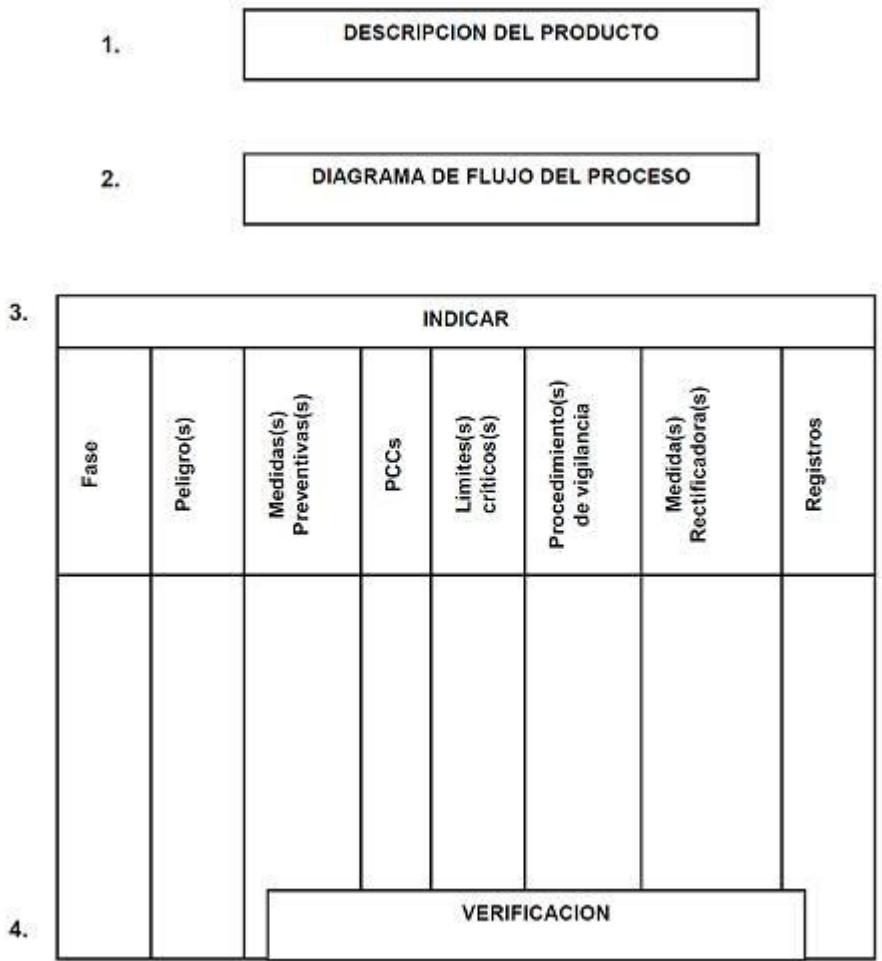 1.
DESCRIPCION DEL PRODUCTO
2.
DIAGRAMA DE FLUJO DEL PROCESO
3.
INDICAR
Fase
Peligro(s)
Medidas(s)
Preventivas(s)
PCCs
Limites(s)
críticos(s)
Procedimiento(s)
de vigilancia
Medida(s)
Rectificadora(s)
Registros
4.
VERIFICACION